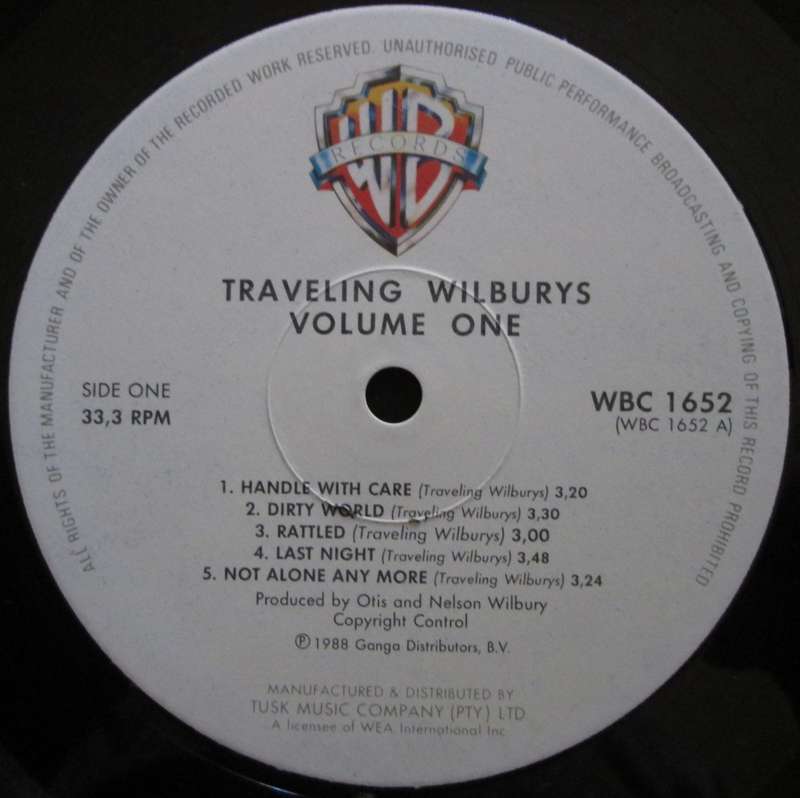 ALL RIGHTS OF THE MANUFACTURER AND OF THE OWNER OF THE RECORDED WORK RESERVED. UNAUTHORISED PUBLIC PERFORMANCE BROADCASTING AND COPYING OF THIS RECORD PROHIBITED
WB
RECORDS
TRAVELING WILBURYS
VOLUME ONE
SIDE ONE
33,3 RPM
WBC 1652
(WBC 1652 A)
1. HANDLE WITH CARE (Traveling Wilburys) 3,20
2. DIRTY WORLD (Traveling Wilburys) 3,30
3. RATTLED (Traveling Wilburys) 3,00
4. LAST NIGHT (Traveling Wilburys) 3,48
5. NOT ALONE ANY MORE (Traveling Wilburys) 3,24
Produced by Otis and Nelson Wilbury
Copyright Control
℗ 1988 Ganga Distributors, B.V.
MANUFACTURED & DISTRIBUTED BY
TUSK MUSIC COMPANY (PTY) LTD
A licensee of WEA International Inc